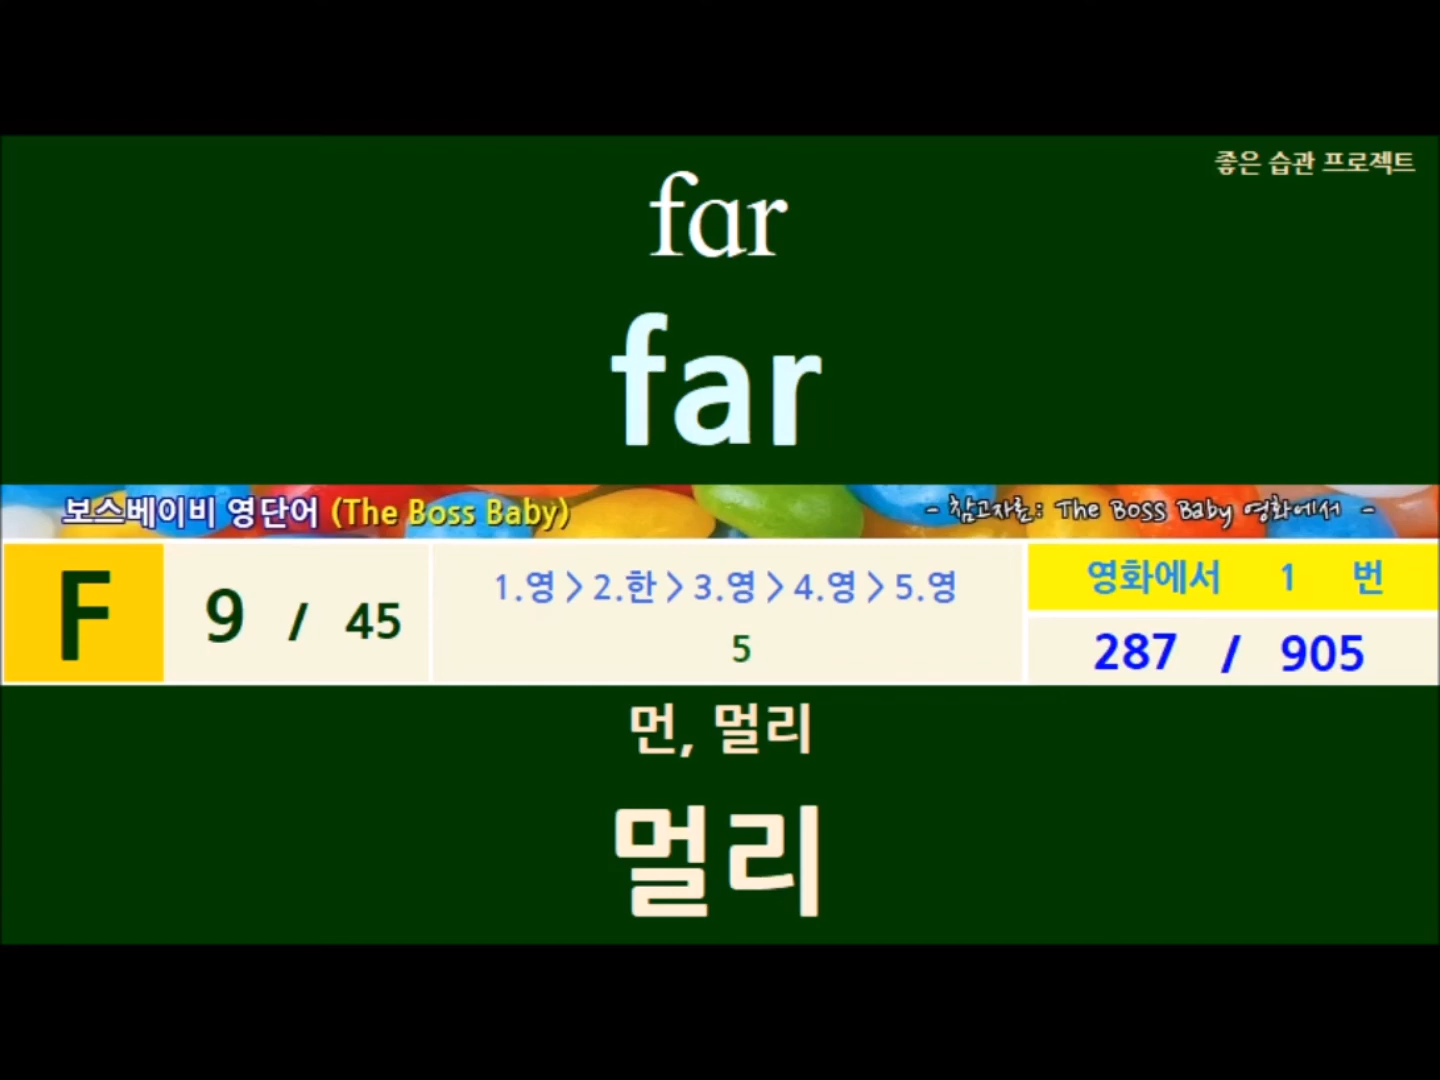 좋은 습관 프로젝트
far
far
보스베이비 영단어 (The Boss Baby)
- 참고자료: The Boss Baby 영화에서 -
F
9 / 45
1.영 > 2.한 > 3.영 > 4.영 > 5.영
5
영화에서 1 번
287 / 905
먼, 멀리
멀리